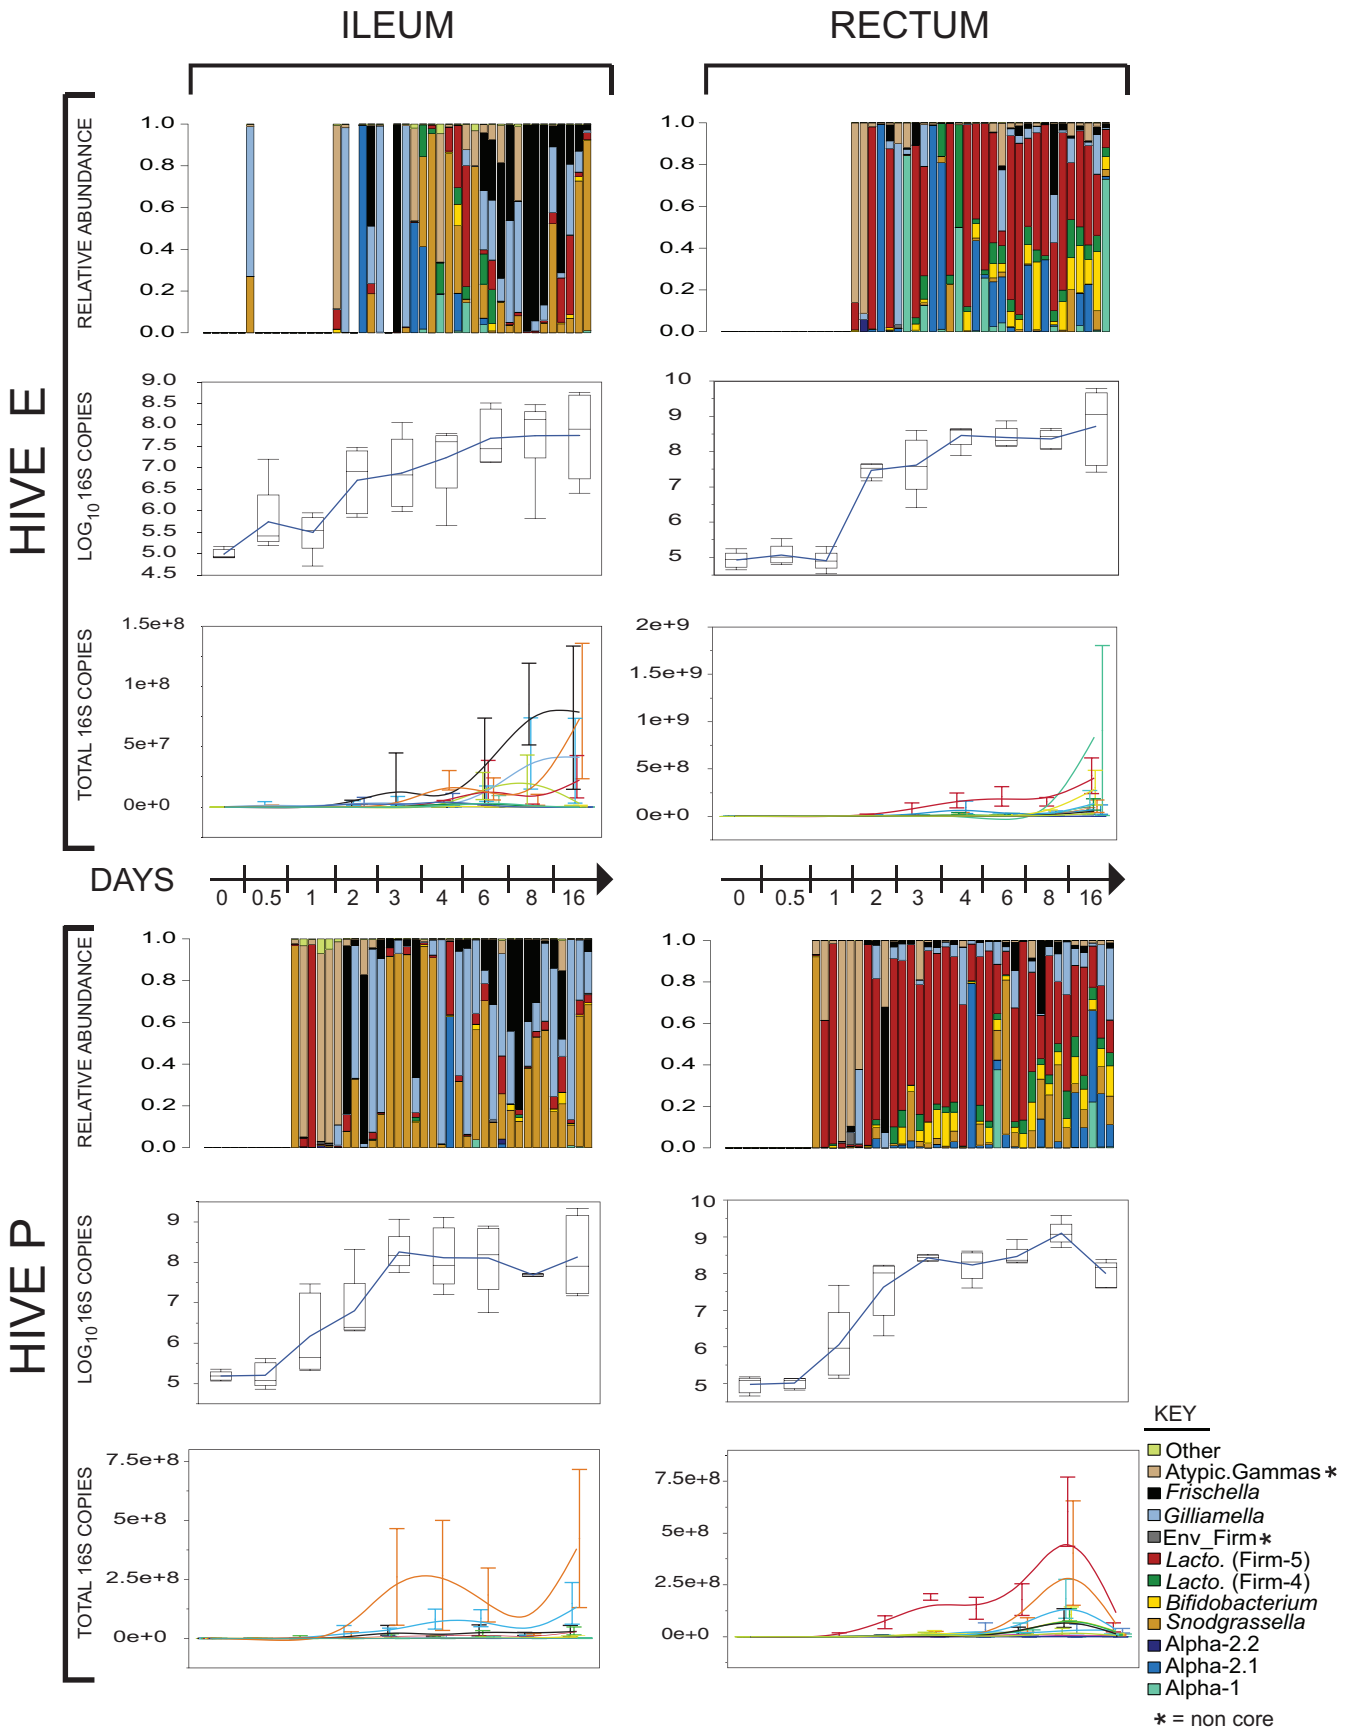 ILEUM
RECTUM
HIVE E
RELATIVE ABUNDANCE
1.0
0.8
0.6
0.4
0.2
0.0
1.0
0.8
0.6
0.4
0.2
0.0
LOG10 16S COPIES
9.0
8.5
8.0
7.5
7.0
6.5
6.0
5.5
5.0
4.5
10
9
8
7
6
5
TOTAL 16S COPIES
1.5e+8
1e+8
5e+7
0e+0
2e+9
1.5e+9
1e+9
5e+8
0e+0
DAYS
0 0.5 1 2 3 4 6 8 16
0 0.5 1 2 3 4 6 8 16
HIVE P
RELATIVE ABUNDANCE
1.0
0.8
0.6
0.4
0.2
0.0
1.0
0.8
0.6
0.4
0.2
0.0
LOG10 16S COPIES
9
8
7
6
5
10
9
8
7
6
5
TOTAL 16S COPIES
7.5e+8
5e+8
2.5e+8
0e+0
7.5e+8
5e+8
2.5e+8
0e+0
KEY
Other
Atypic.Gammas *
Frischella
Gilliamella
Env_Firm*
Lacto. (Firm-5)
Lacto. (Firm-4)
Bifidobacterium
Snodgrassella
Alpha-2.2
Alpha-2.1
Alpha-1
* = non core